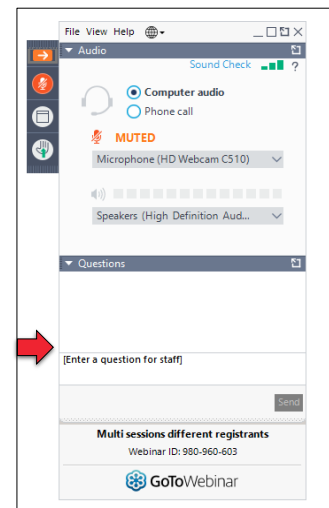 File View Help
Audio
Sound Check ?
Computer audio
Phone call
MUTED
Microphone (HD Webcam C510)
Speakers (High Definition Aud...
Questions
[Enter a question for staff]
Send
Multi sessions different registrants
Webinar ID: 980-960-603
GoToWebinar